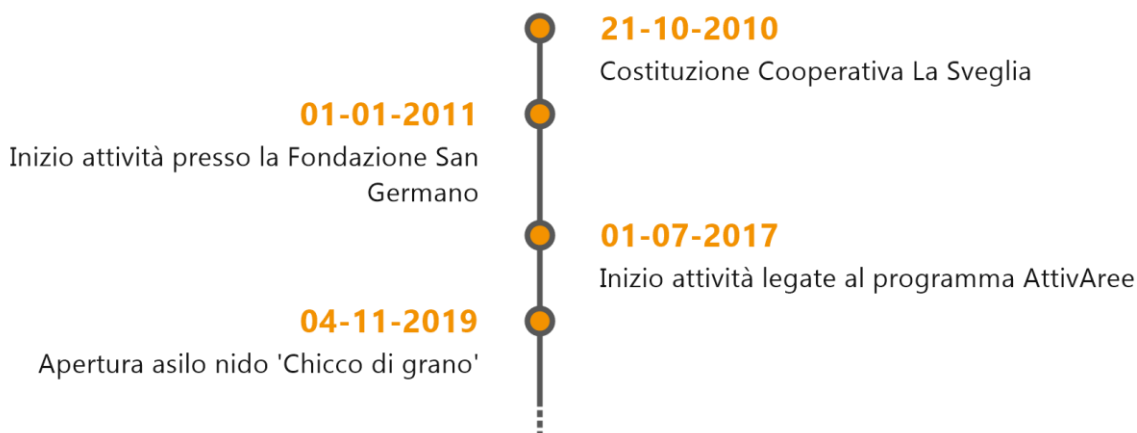 21-10-2010
Costituzione Cooperativa La Sveglia
01-01-2011
Inizio attività presso la Fondazione San
Germano
01-07-2017
Inizio attività legate al programma AttivAree
04-11-2019
Apertura asilo nido 'Chicco di grano'